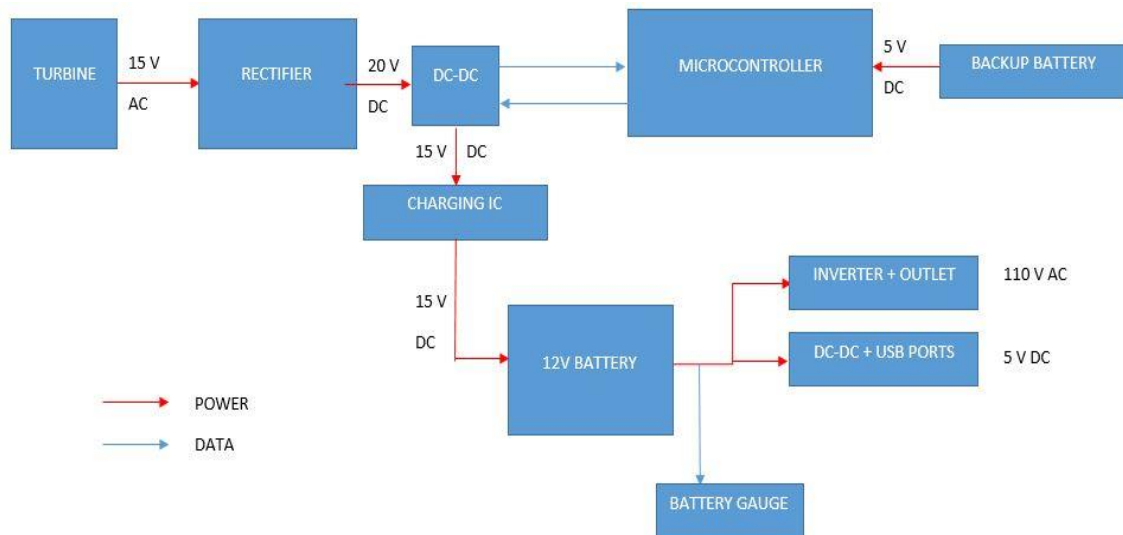 TURBINE
15 V
AC
RECTIFIER
20 V
DC
DC-DC
MICROCONTROLLER
5 V
DC
BACKUP BATTERY
15 V DC
CHARGING IC
15 V
DC
12V BATTERY
INVERTER + OUTLET
110 V AC
DC-DC + USB PORTS
5 V DC
POWER
DATA
BATTERY GAUGE